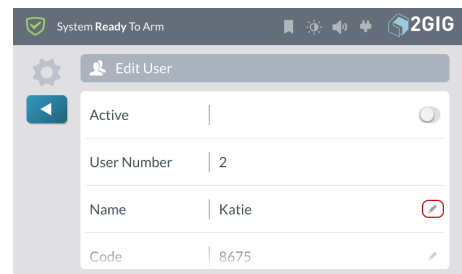 System Ready To Arm
2GIG
Edit User
Active
User Number 2
Name Katie
Code 8675